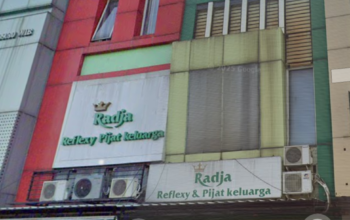 Radja
Reflexy Pijat keluarga
Radja
Reflexy & Pijat keluarga